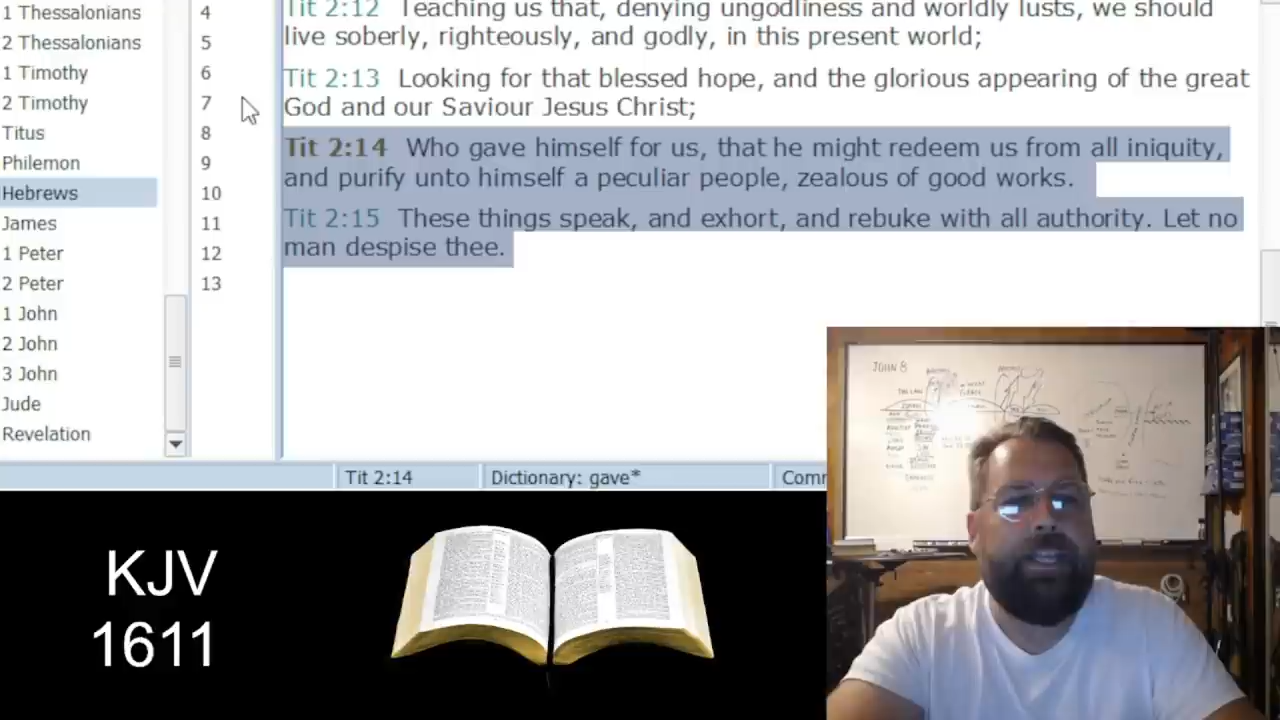 1 Thessalonians
2 Thessalonians
1 Timothy
2 Timothy
Titus
Philemon
Hebrews
James
1 Peter
2 Peter
1 John
2 John
3 John
Jude
Revelation
4
5
6
7
8
9
10
11
12
13
Tit 2:12 Teaching us that, denying ungodliness and worldly lusts, we should
live soberly, righteously, and godly, in this present world;
Tit 2:13 Looking for that blessed hope, and the glorious appearing of the great
God and our Saviour Jesus Christ;
Tit 2:14 Who gave himself for us, that he might redeem us from all iniquity,
and purify unto himself a peculiar people, zealous of good works.
Tit 2:15 These things speak, and exhort, and rebuke with all authority. Let no
man despise thee.
Tit 2:14
Dictionary: gave*
Comm
KJV
1611
JOHN 8
THE LAW